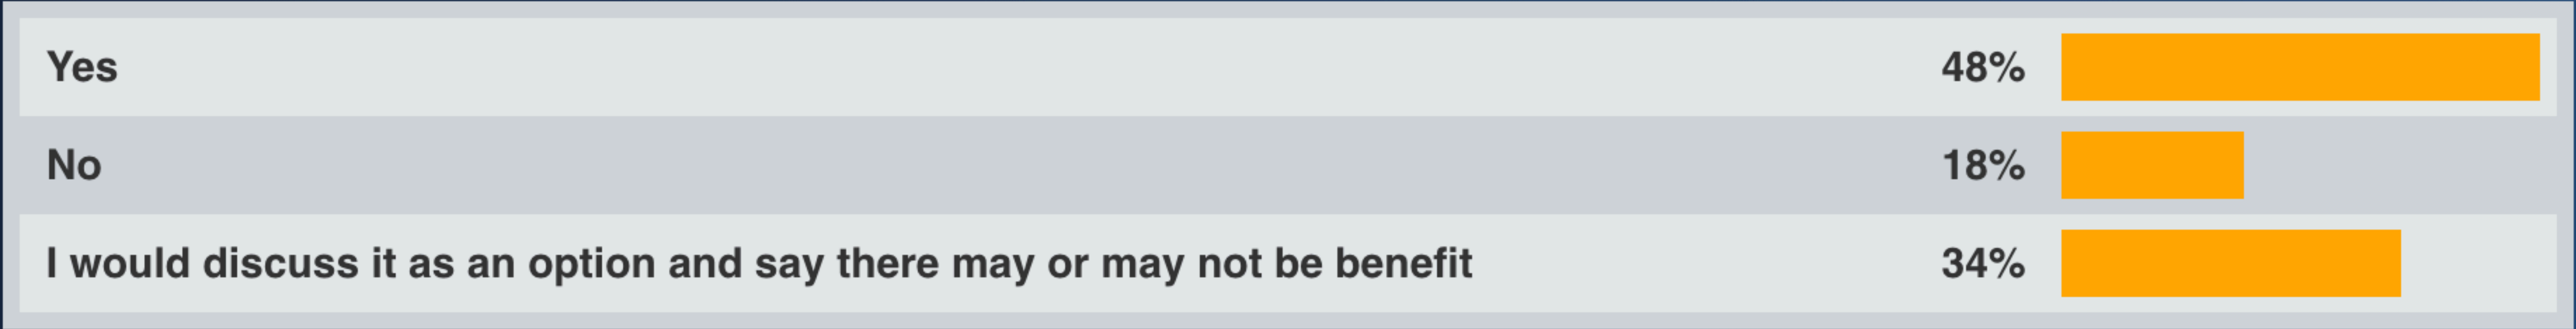 Yes 48%
No 18%
I would discuss it as an option and say there may or may not be benefit 34%